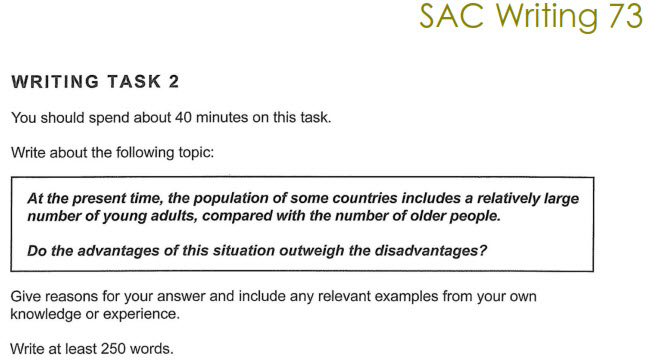 SAC Writing 73
WRITING TASK 2
You should spend about 40 minutes on this task.
Write about the following topic:
At the present time, the population of some countries includes a relatively large
number of young adults, compared with the number of older people.
Do the advantages of this situation outweigh the disadvantages?
Give reasons for your answer and include any relevant examples from your own
knowledge or experience.
Write at least 250 words.